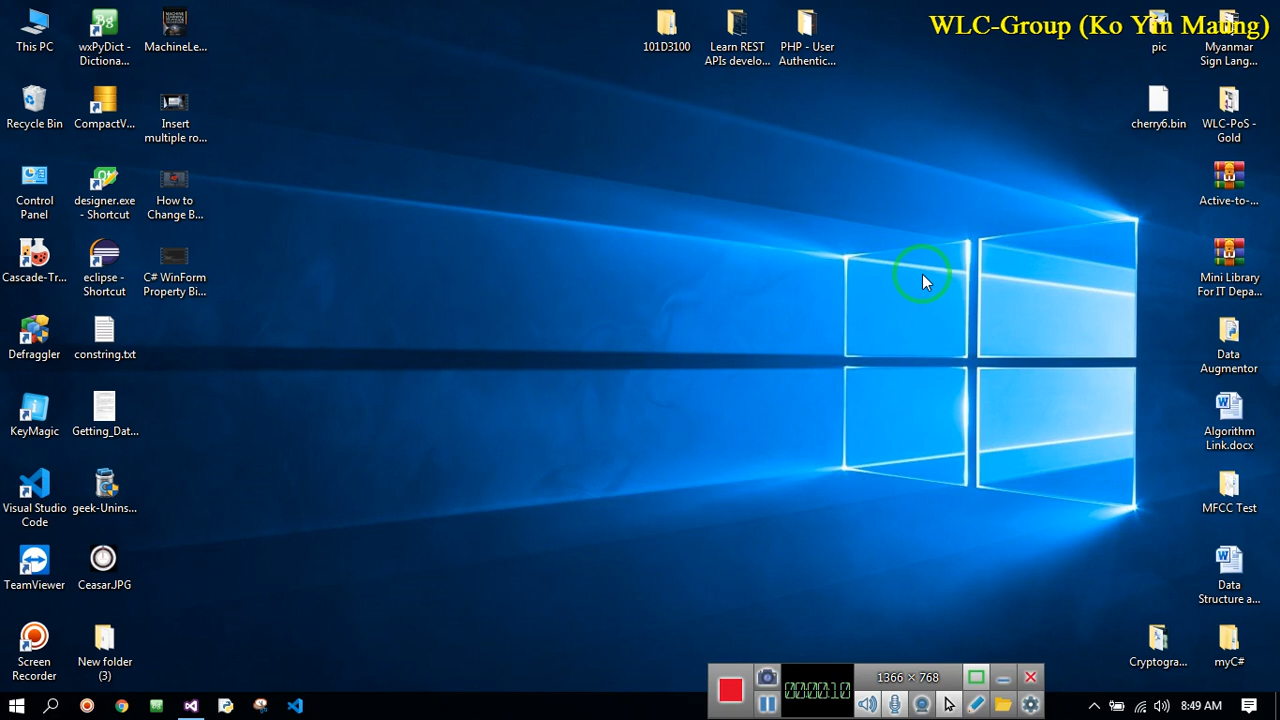 WLC-Group (Ko Yin Maung)
This PC
wxPyDict -
Dictiona...
MachineLe...
101D3100
Learn REST
APIs develo...
PHP - User
Authentic...
pic
Myanmar
Sign Lang...
Recycle Bin
CompactV...
Insert
multiple ro...
cherry6.bin
WLC-PoS -
Gold
Control
Panel
designer.exe
- Shortcut
How to
Change B...
Active-to-...
Cascade-Tr...
eclipse -
Shortcut
C# WinForm
Property Bi...
Mini Library
For IT Depa...
Defraggler
constring.txt
Data
Augmentor
KeyMagic
Getting_Dat...
Algorithm
Link.docx
Visual Studio
Code
geek-Unins...
MFCC Test
TeamViewer
Ceasar.JPG
Data
Structure a...
Screen
Recorder
New folder
(3)
Cryptogra...
myC#
00:00:10
1366 × 768
8:49 AM